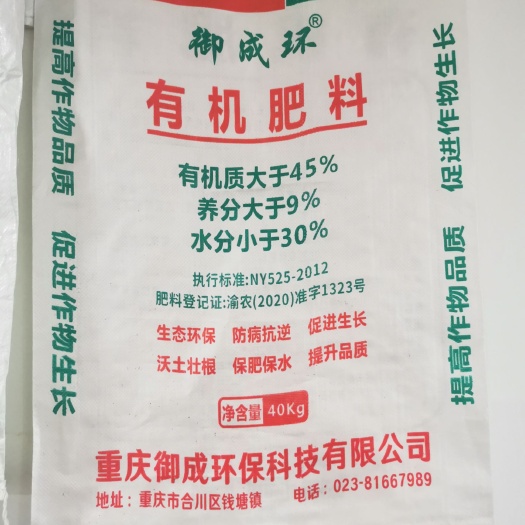 御成环®
有机肥料
有机质大于45%
养分大于9%
水分小于30%
执行标准:NY525-2012
肥料登记证:渝农(2020)准字1323号
生态环保 防病抗逆 促进生长
沃土壮根 保肥保水 提升品质
净含量 40Kg
重庆御成环保科技有限公司
地址：重庆市合川区钱塘镇 电话：023-81667989
提高作物品质 促进作物生长
促进作物生长 提高作物品质